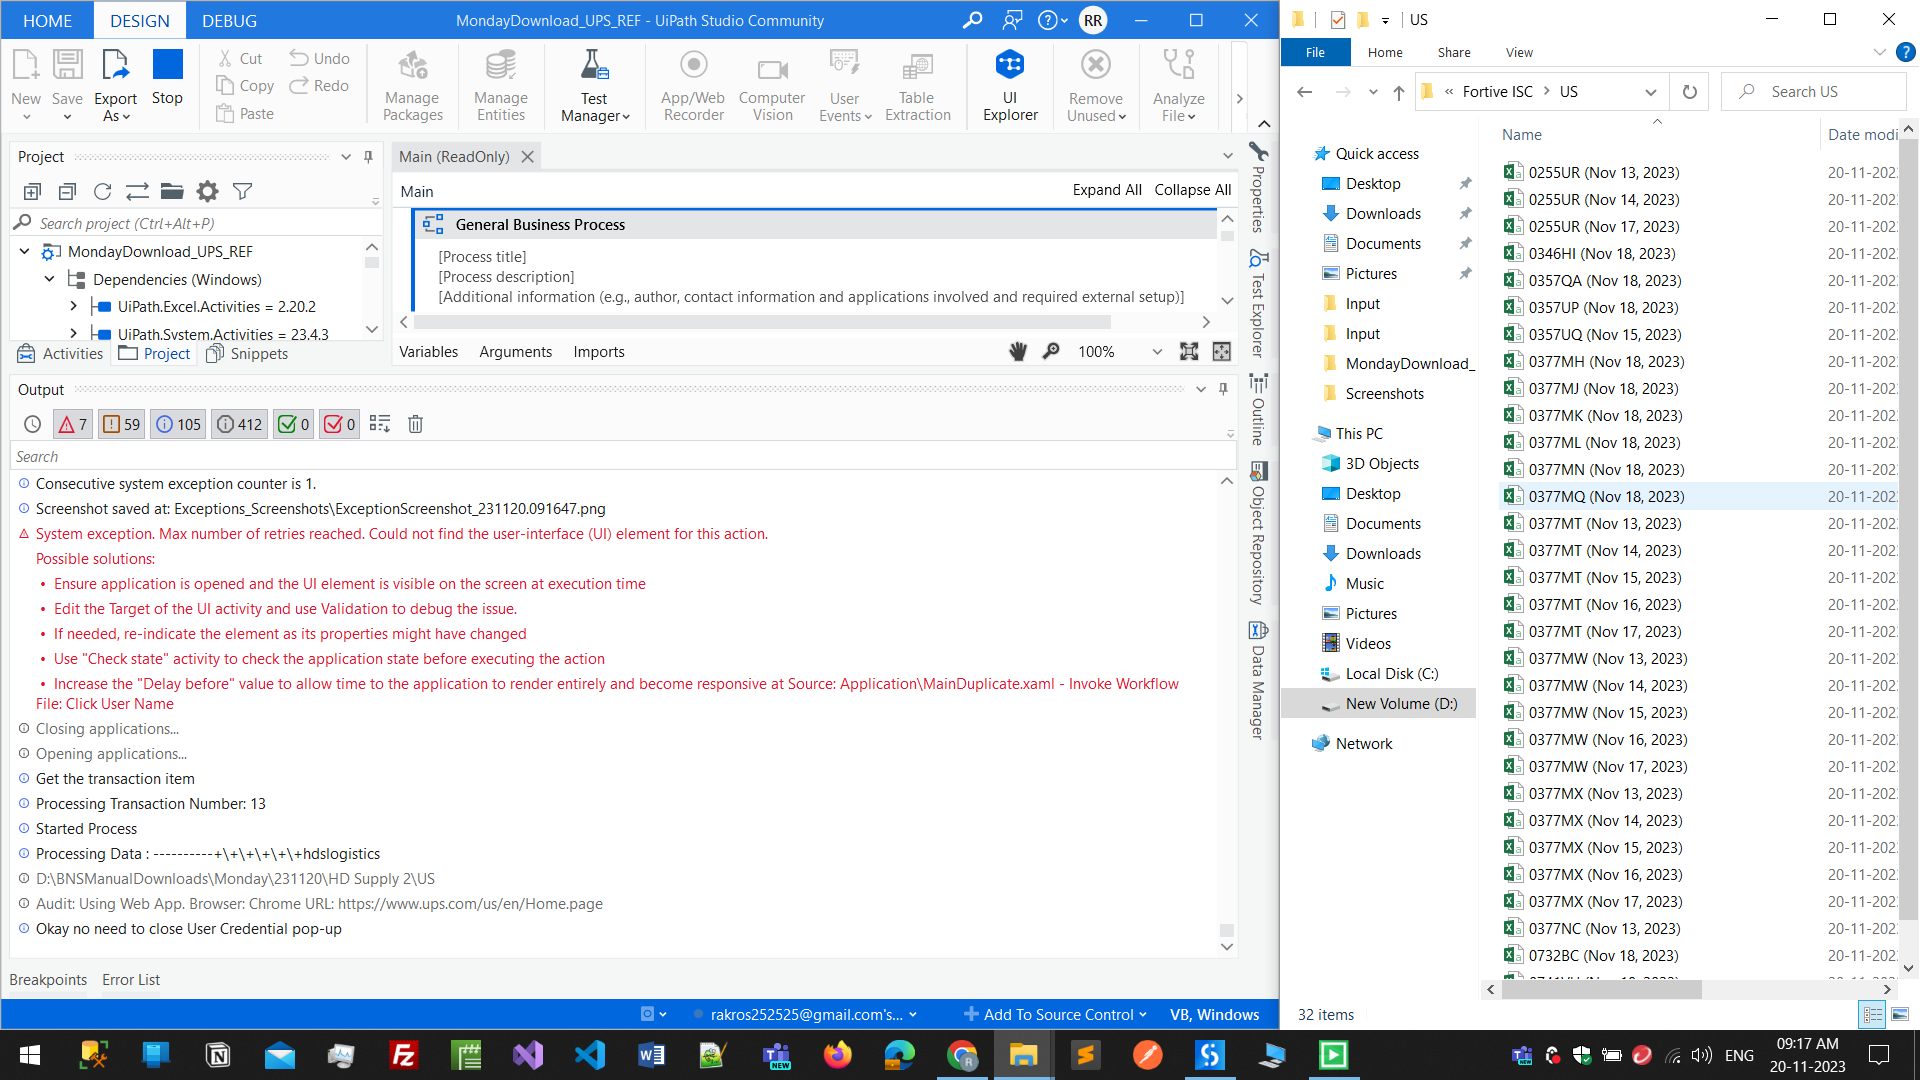 HOME
DESIGN
DEBUG
MondayDownload_UPS_REF - UiPath Studio Community
RR
New
Save
Export As
Stop
Cut
Copy
Paste
Undo
Redo
Manage Packages
Manage Entities
Test Manager
App/Web Recorder
Computer Vision
User Events
Table Extraction
UI Explorer
Remove Unused
Analyze File
Project
Search project (Ctrl+Alt+P)
MondayDownload_UPS_REF
Dependencies (Windows)
UiPath.Excel.Activities = 2.20.2
UiPath.System.Activities = 23.4.3
Activities
Project
Snippets
Main (ReadOnly)
Main
Expand All
Collapse All
General Business Process
[Process title]
[Process description]
[Additional information (e.g., author, contact information and applications involved and required external setup)]
Variables
Arguments
Imports
100%
Properties
Test Explorer
Outline
Object Repository
Data Manager
Output
7
59
105
412
0
0
Search
Consecutive system exception counter is 1.
Screenshot saved at: Exceptions_Screenshots\ExceptionScreenshot_231120.091647.png
System exception. Max number of retries reached. Could not find the user-interface (UI) element for this action.
Possible solutions:
• Ensure application is opened and the UI element is visible on the screen at execution time
• Edit the Target of the UI activity and use Validation to debug the issue.
• If needed, re-indicate the element as its properties might have changed
• Use "Check state" activity to check the application state before executing the action
• Increase the "Delay before" value to allow time to the application to render entirely and become responsive at Source: Application\MainDuplicate.xaml - Invoke Workflow
File: Click User Name
Closing applications...
Opening applications...
Get the transaction item
Processing Transaction Number: 13
Started Process
Processing Data : ----------+\+\+\+\+\+hdslogistics
D:\BNSManualDownloads\Monday\231120\HD Supply 2\US
Audit: Using Web App. Browser: Chrome URL: https://www.ups.com/us/en/Home.page
Okay no need to close User Credential pop-up
Breakpoints
Error List
rakros252525@gmail.com's...
Add To Source Control
VB, Windows
US
File
Home
Share
View
« Fortive ISC > US
Search US
Quick access
Desktop
Downloads
Documents
Pictures
Input
Input
MondayDownload_
Screenshots
This PC
3D Objects
Desktop
Documents
Downloads
Music
Pictures
Videos
Local Disk (C:)
New Volume (D:)
Network
Name
Date modi
0255UR (Nov 13, 2023)
20-11-202
0255UR (Nov 14, 2023)
20-11-202
0255UR (Nov 17, 2023)
20-11-202
0346HI (Nov 18, 2023)
20-11-202
0357QA (Nov 18, 2023)
20-11-202
0357UP (Nov 18, 2023)
20-11-202
0357UQ (Nov 15, 2023)
20-11-202
0377MH (Nov 18, 2023)
20-11-202
0377MJ (Nov 18, 2023)
20-11-202
0377MK (Nov 18, 2023)
20-11-202
0377ML (Nov 18, 2023)
20-11-202
0377MN (Nov 18, 2023)
20-11-202
0377MQ (Nov 18, 2023)
20-11-202
0377MT (Nov 13, 2023)
20-11-202
0377MT (Nov 14, 2023)
20-11-202
0377MT (Nov 15, 2023)
20-11-202
0377MT (Nov 16, 2023)
20-11-202
0377MT (Nov 17, 2023)
20-11-202
0377MW (Nov 13, 2023)
20-11-202
0377MW (Nov 14, 2023)
20-11-202
0377MW (Nov 15, 2023)
20-11-202
0377MW (Nov 16, 2023)
20-11-202
0377MW (Nov 17, 2023)
20-11-202
0377MX (Nov 13, 2023)
20-11-202
0377MX (Nov 14, 2023)
20-11-202
0377MX (Nov 15, 2023)
20-11-202
0377MX (Nov 16, 2023)
20-11-202
0377MX (Nov 17, 2023)
20-11-202
0377NC (Nov 13, 2023)
20-11-202
0732BC (Nov 18, 2023)
20-11-202
32 items
ENG
09:17 AM
20-11-2023